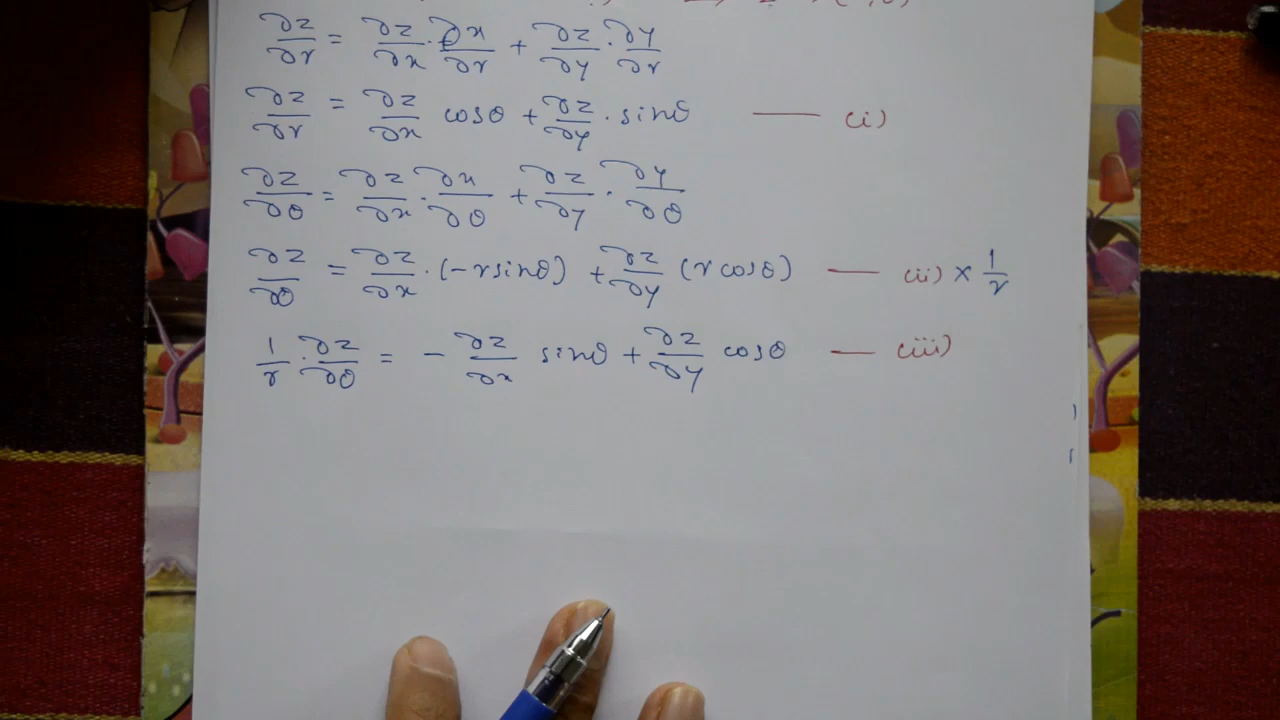 ∂z/∂r = ∂z/∂x · ∂x/∂r + ∂z/∂y · ∂y/∂r
∂z/∂r = ∂z/∂x cosθ + ∂z/∂y · sinθ —— (i)
∂z/∂θ = ∂z/∂x · ∂x/∂θ + ∂z/∂y · ∂y/∂θ
∂z/∂θ = ∂z/∂x · (-r sinθ) + ∂z/∂y (r cosθ) —— (ii) × 1/r
1/r · ∂z/∂θ = - ∂z/∂x sinθ + ∂z/∂y cosθ —— (iii)